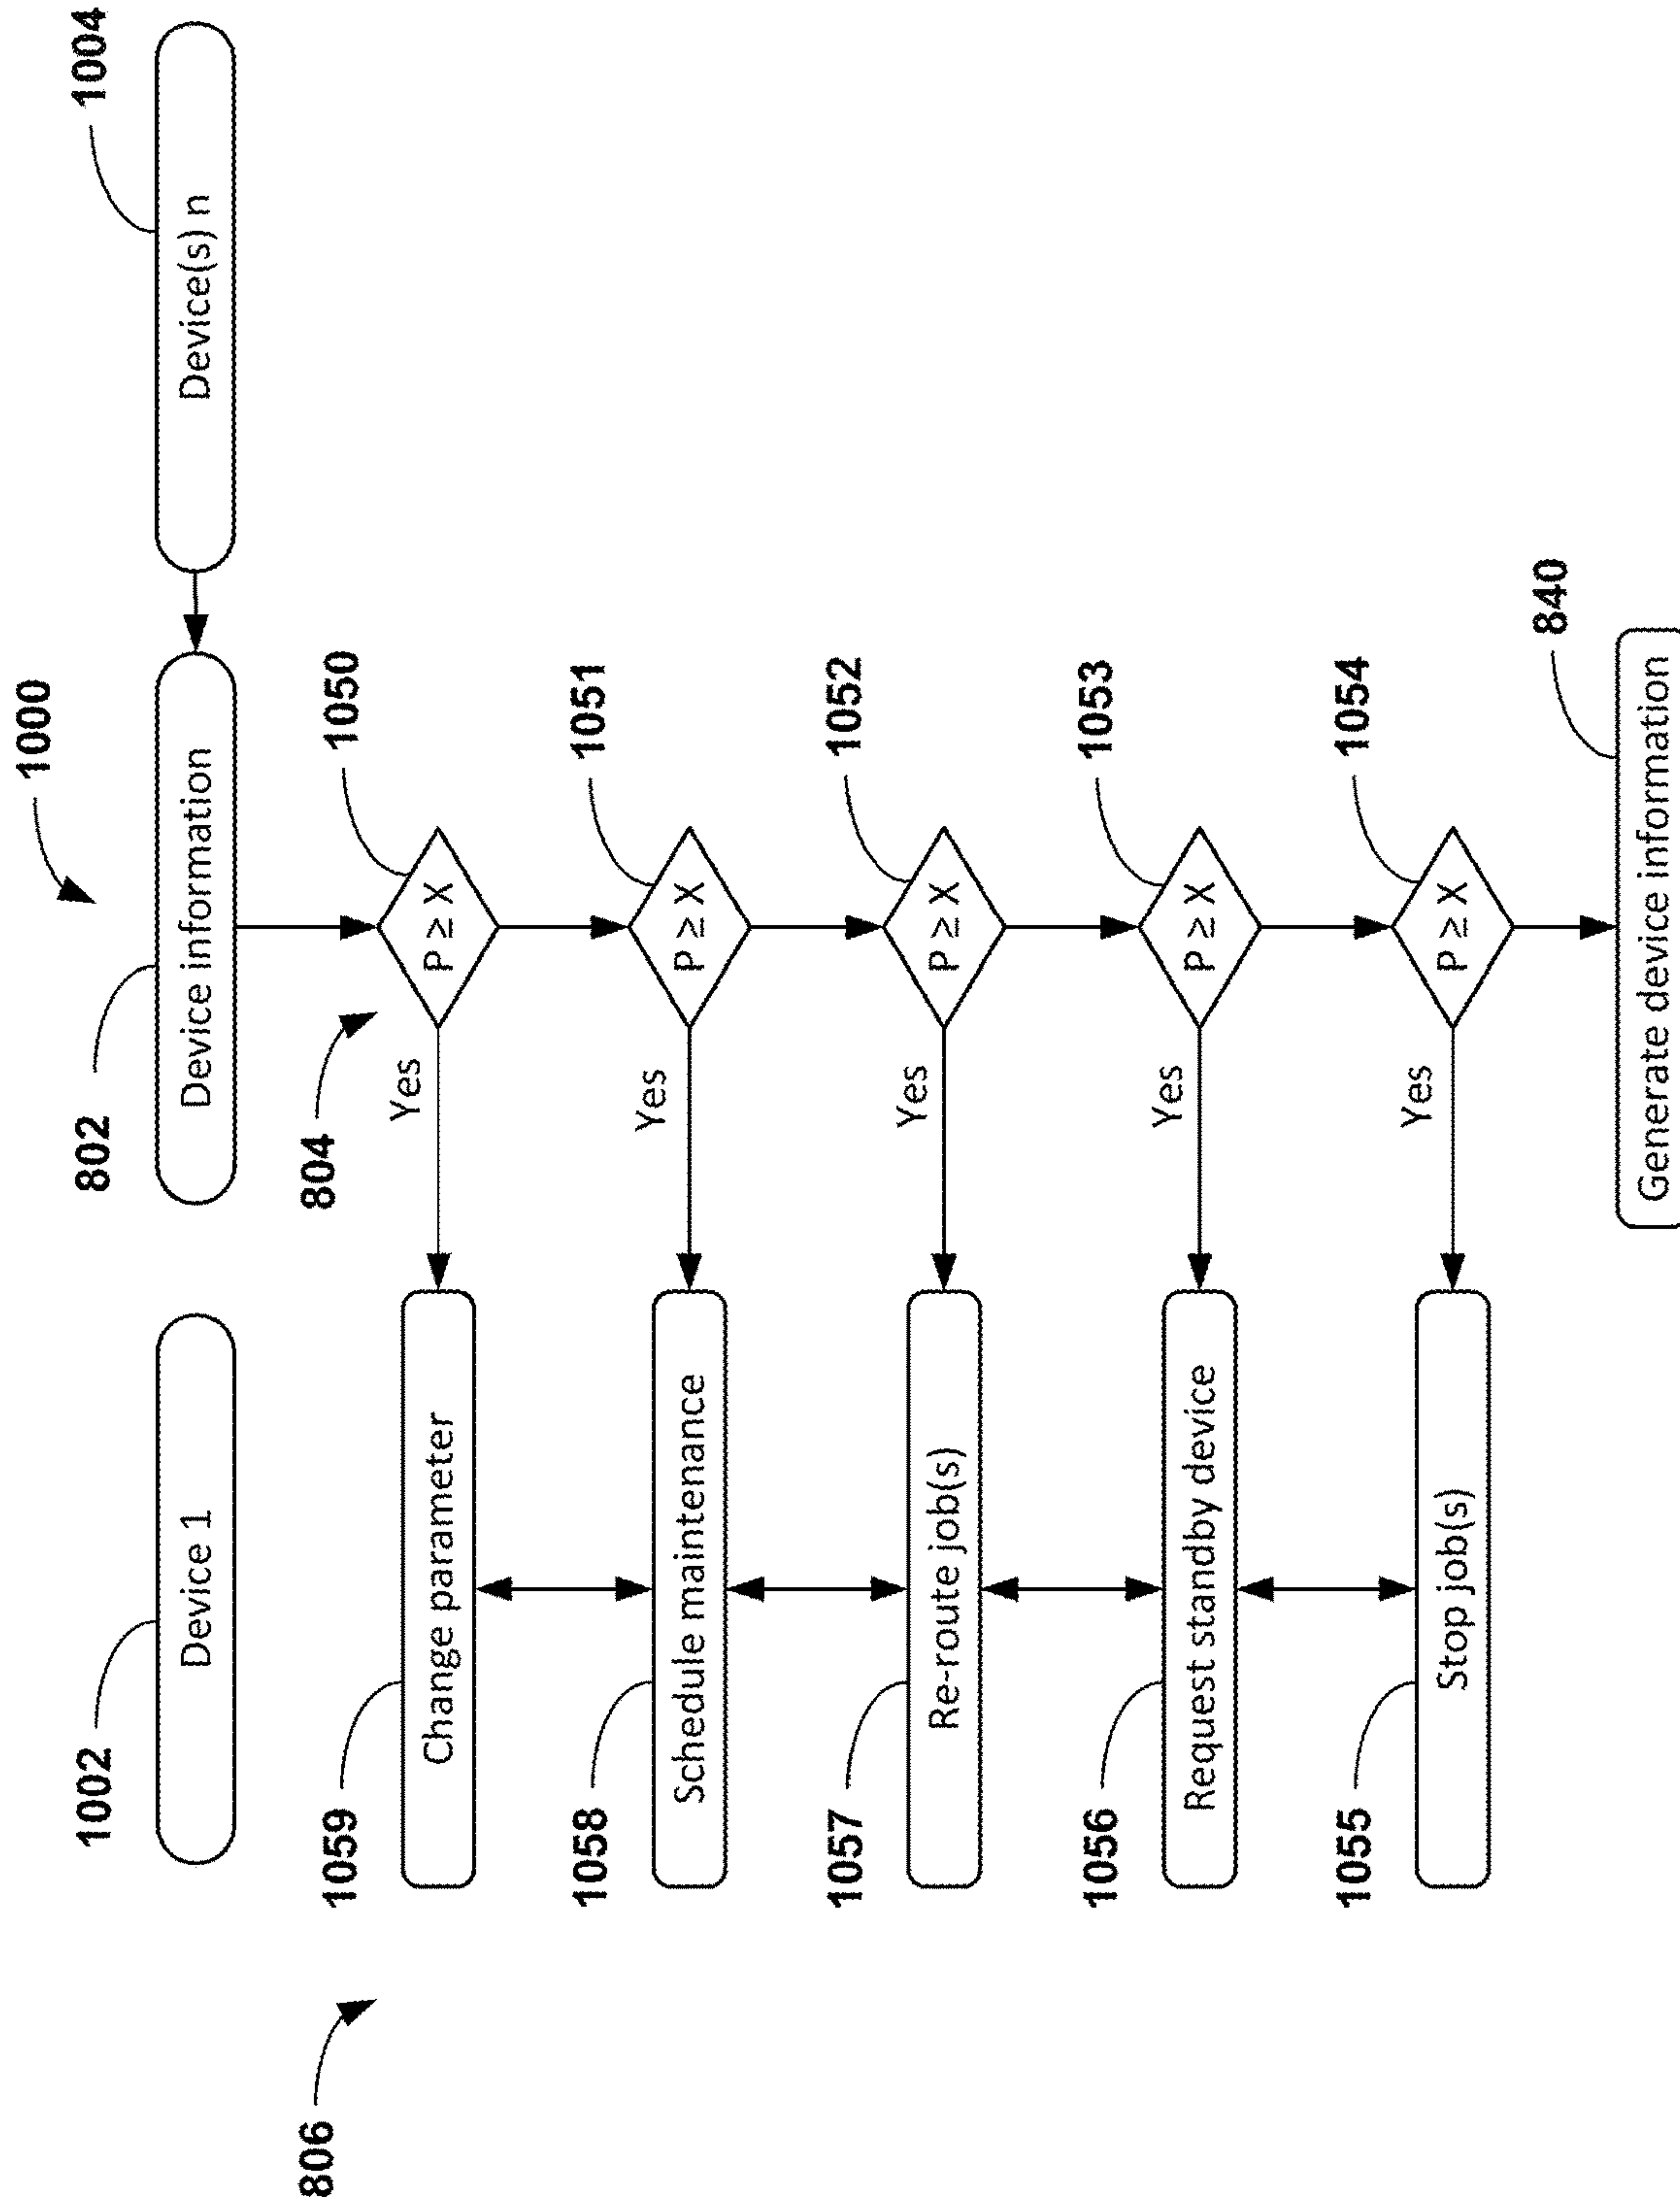 1000
1002
802
1004
Device 1
Device information
Device(s) n
806
1059
804
1050
Change parameter
Yes
P ≥ X
1058
1051
Schedule maintenance
Yes
P ≥ X
1057
1052
Re-route job(s)
Yes
P ≥ X
1056
1053
Request standby device
Yes
P ≥ X
1055
1054
Stop job(s)
Yes
P ≥ X
840
Generate device information